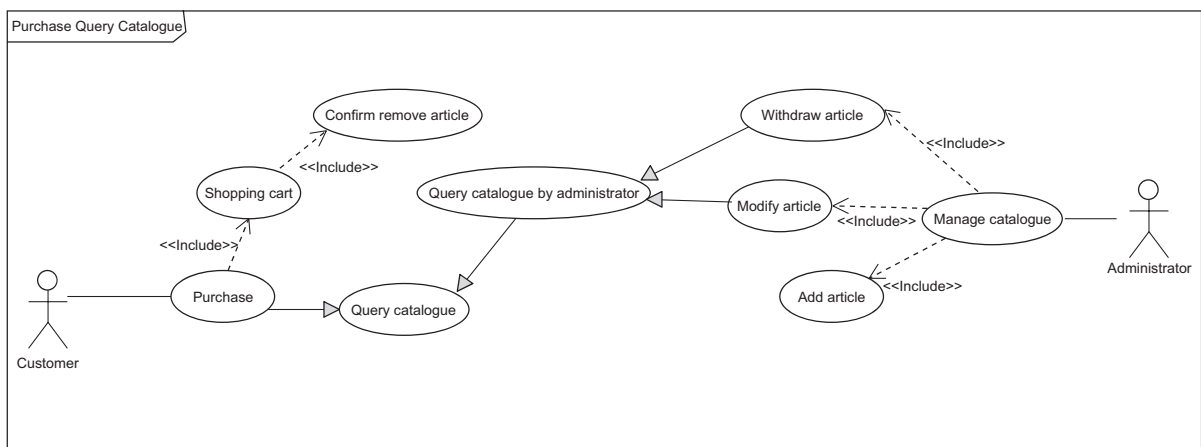 Purchase Query Catalogue
Confirm remove article
Withdraw article
<<Include>>
<<Include>>
Shopping cart
Query catalogue by administrator
Modify article
<<Include>>
Manage catalogue
<<Include>>
Administrator
Purchase
Query catalogue
Add article
<<Include>>
Customer